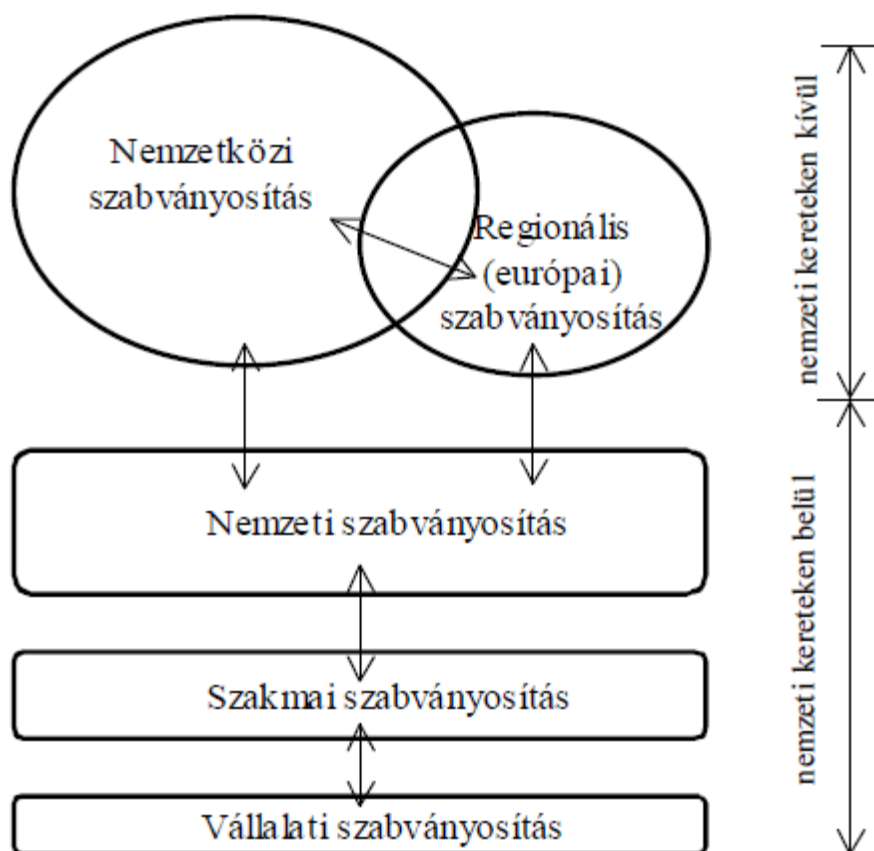 Nemzetközi
szabványosítás
Regionális
(európai)
szabványosítás
Nemzeti szabványosítás
Szakmai szabványosítás
Vállalati szabványosítás
nemzeti kereteken kívül
nemzeti kereteken belül